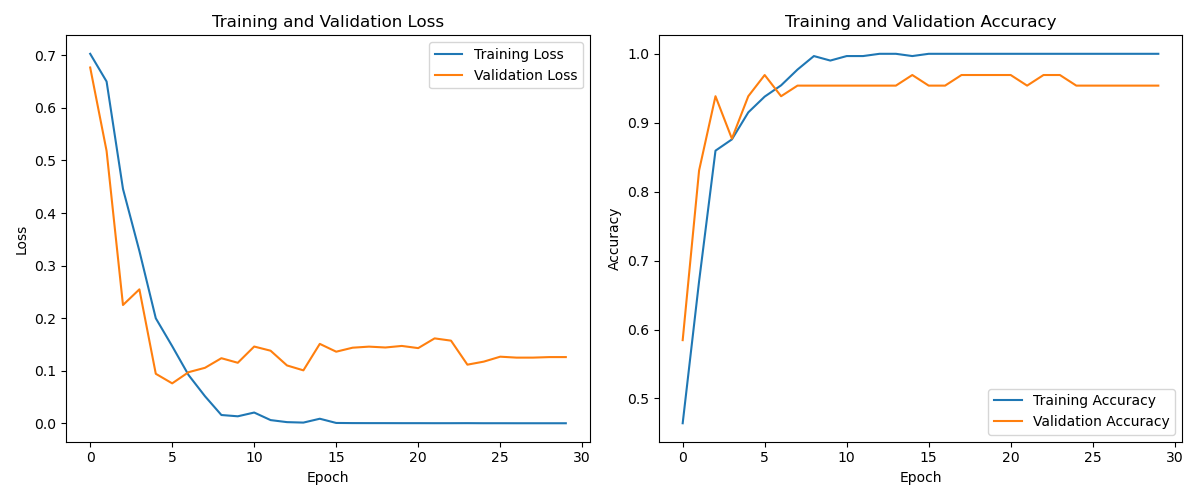 Training and Validation Loss
Training Loss
Validation Loss
0.7
0.6
0.5
0.4
0.3
0.2
0.1
0.0
Loss
0 5 10 15 20 25 30
Epoch
Training and Validation Accuracy
1.0
0.9
0.8
0.7
0.6
0.5
Accuracy
Training Accuracy
Validation Accuracy
0 5 10 15 20 25 30
Epoch